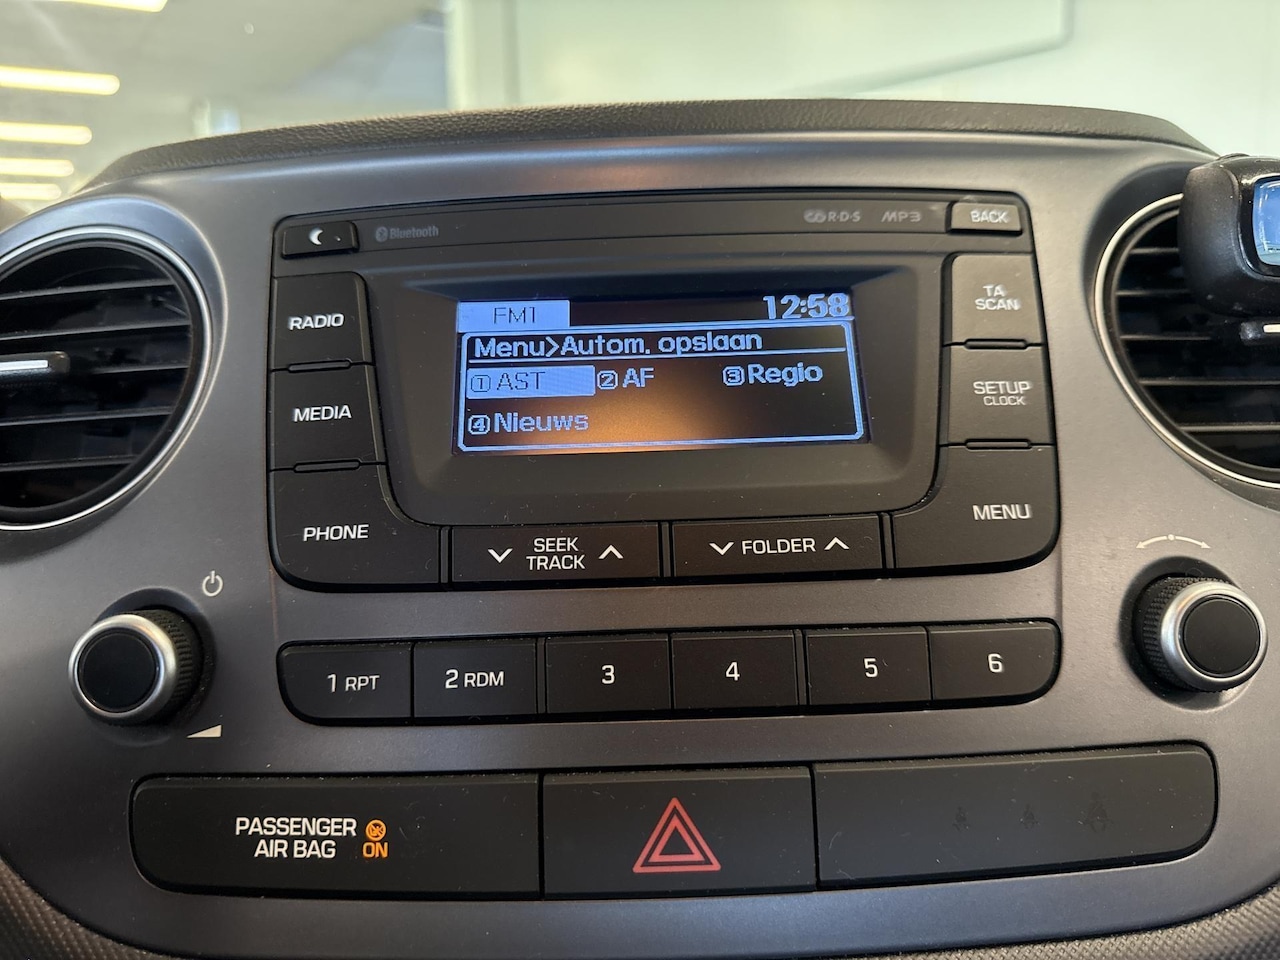 Bluetooth
R·D·S MP3
BACK
RADIO
MEDIA
PHONE
FM1 12:58
Menu>Autom. opslaan
1 AST 2 AF 3 Regio
4 Nieuws
TA
SCAN
SETUP
CLOCK
MENU
SEEK
TRACK
FOLDER
1 RPT 2 RDM 3 4 5 6
PASSENGER
AIR BAG ON